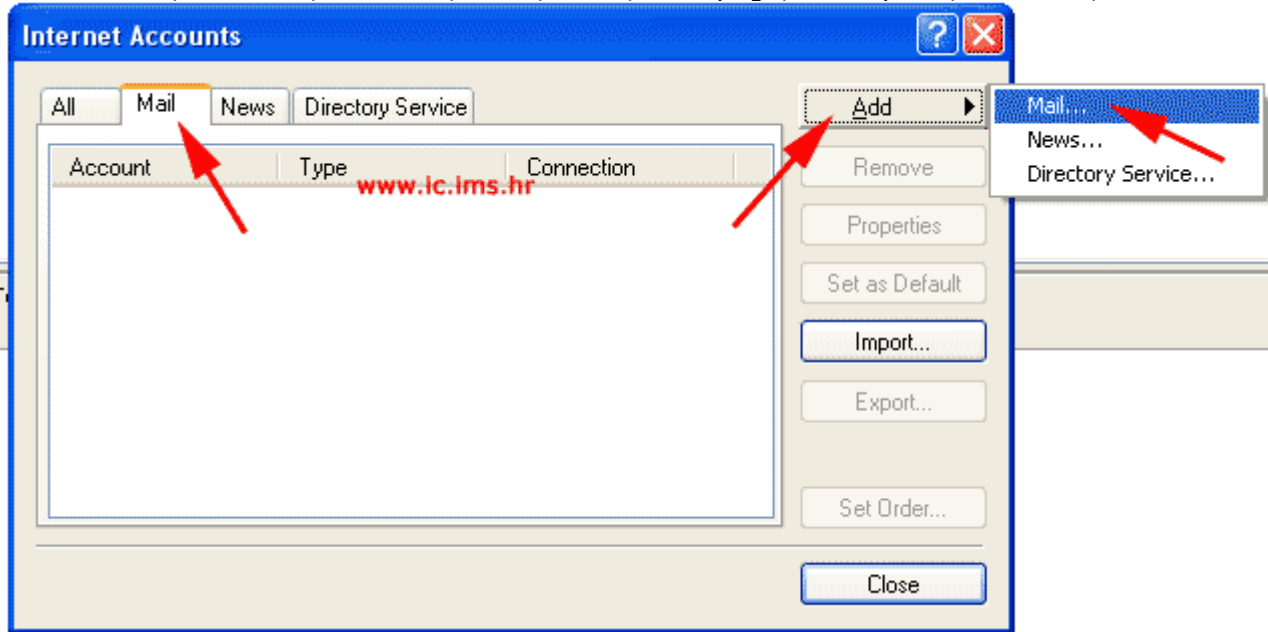 Internet Accounts
All Mail News Directory Service
Add
Mail...
News...
Directory Service...
Account Type Connection
www.ic.ims.hr
Remove
Properties
Set as Default
Import...
Export...
Set Order...
Close